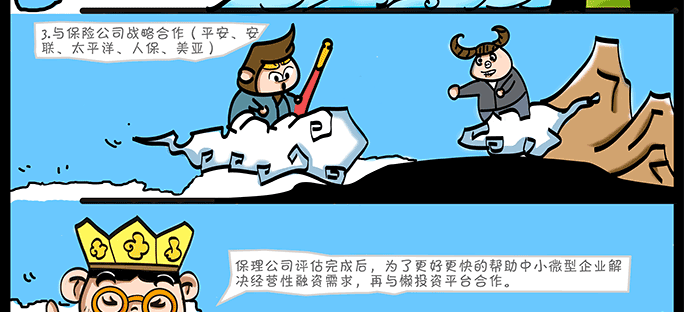 3.与保险公司战略合作（平安、安
联、太平洋、人保、美亚）
保理公司评估完成后，为了更好更快的帮助中小微型企业解
决经营性融资需求，再与懒投资平台合作。